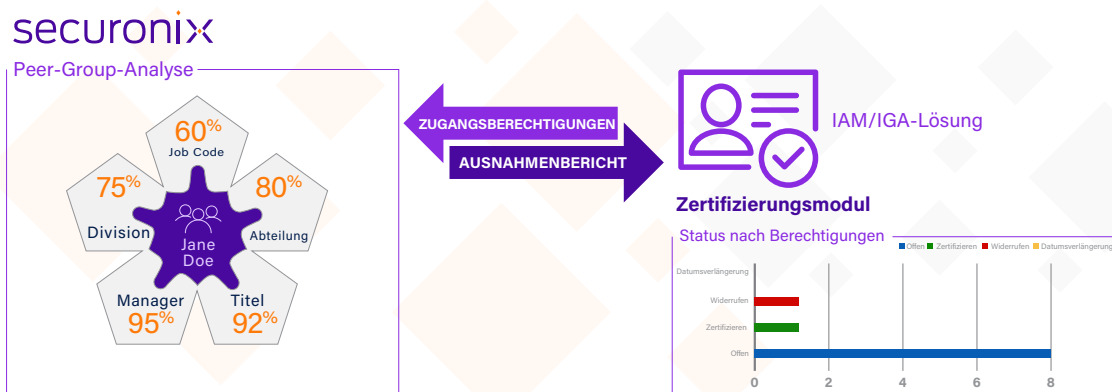 securonix
Peer-Group-Analyse
60%
Job Code
75%
Division
80%
Abteilung
Jane
Doe
Manager
95%
Titel
92%
ZUGANGSBERECHTIGUNGEN
AUSNAHMENBERICHT
IAM/IGA-Lösung
Zertifizierungsmodul
Status nach Berechtigungen
Offen Zertifizieren Widerrufen Datumsverlängerung
Datumsverlängerung
Widerrufen
Zertifizieren
Offen
0 2 4 6 8